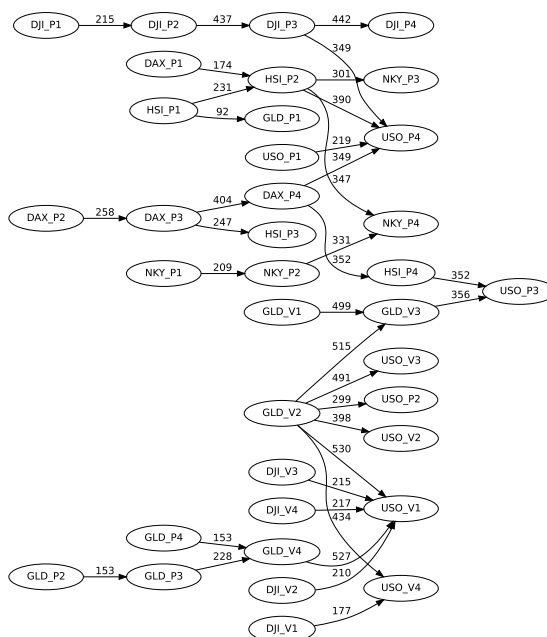 DJI_P1 215 DJI_P2 437 DJI_P3 442 DJI_P4
349
DAX_P1 174
HSI_P2 301 NKY_P3
231
390
HSI_P1 92 GLD_P1
USO_P4
219
USO_P1
349
347
DAX_P4
404
DAX_P2 258 DAX_P3
247 HSI_P3
NKY_P4
331
352
NKY_P1 209 NKY_P2
HSI_P4 352
USO_P3
356
GLD_V1 499 GLD_V3
515
USO_V3
491
299 USO_P2
GLD_V2
398
USO_V2
530
DJI_V3
215
DJI_V4 217 USO_V1
434
GLD_P4 153
GLD_V4 527
228
GLD_P2 153 GLD_P3
210
DJI_V2
USO_V4
177
DJI_V1